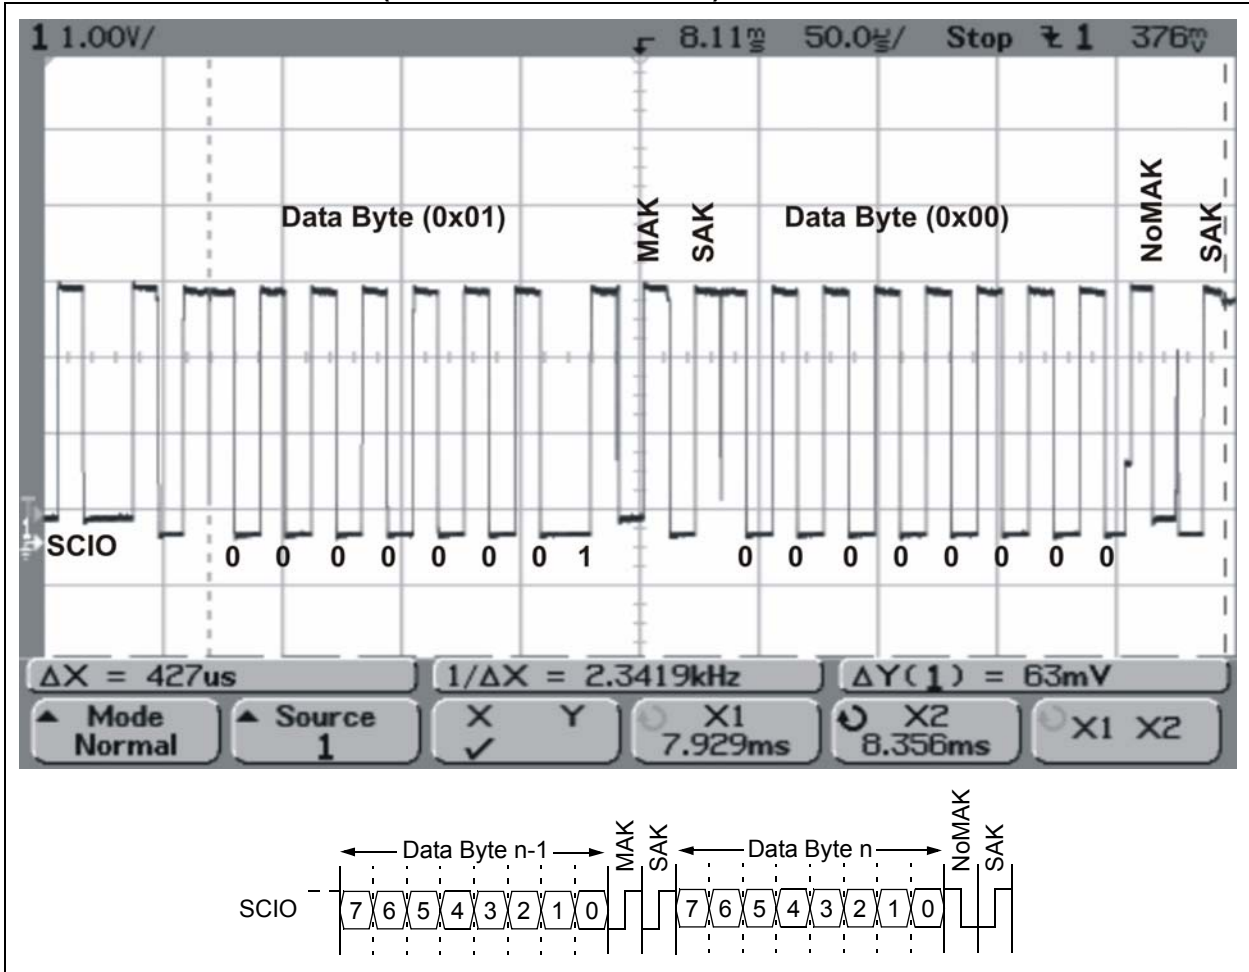 1 1.00V/ 8.11ms 50.0us/ Stop 1 376mV
Data Byte (0x01) MAK SAK Data Byte (0x00) NoMAK SAK
SCIO 0 0 0 0 0 0 0 1 0 0 0 0 0 0 0 0
ΔX = 427us 1/ΔX = 2.3419kHz ΔY(1) = 63mV
Mode Source X Y X1 X2 X1 X2
Normal 1 ✓ 7.929ms 8.356ms
Data Byte n-1 MAK SAK Data Byte n NoMAK SAK
SCIO 7 6 5 4 3 2 1 0 7 6 5 4 3 2 1 0